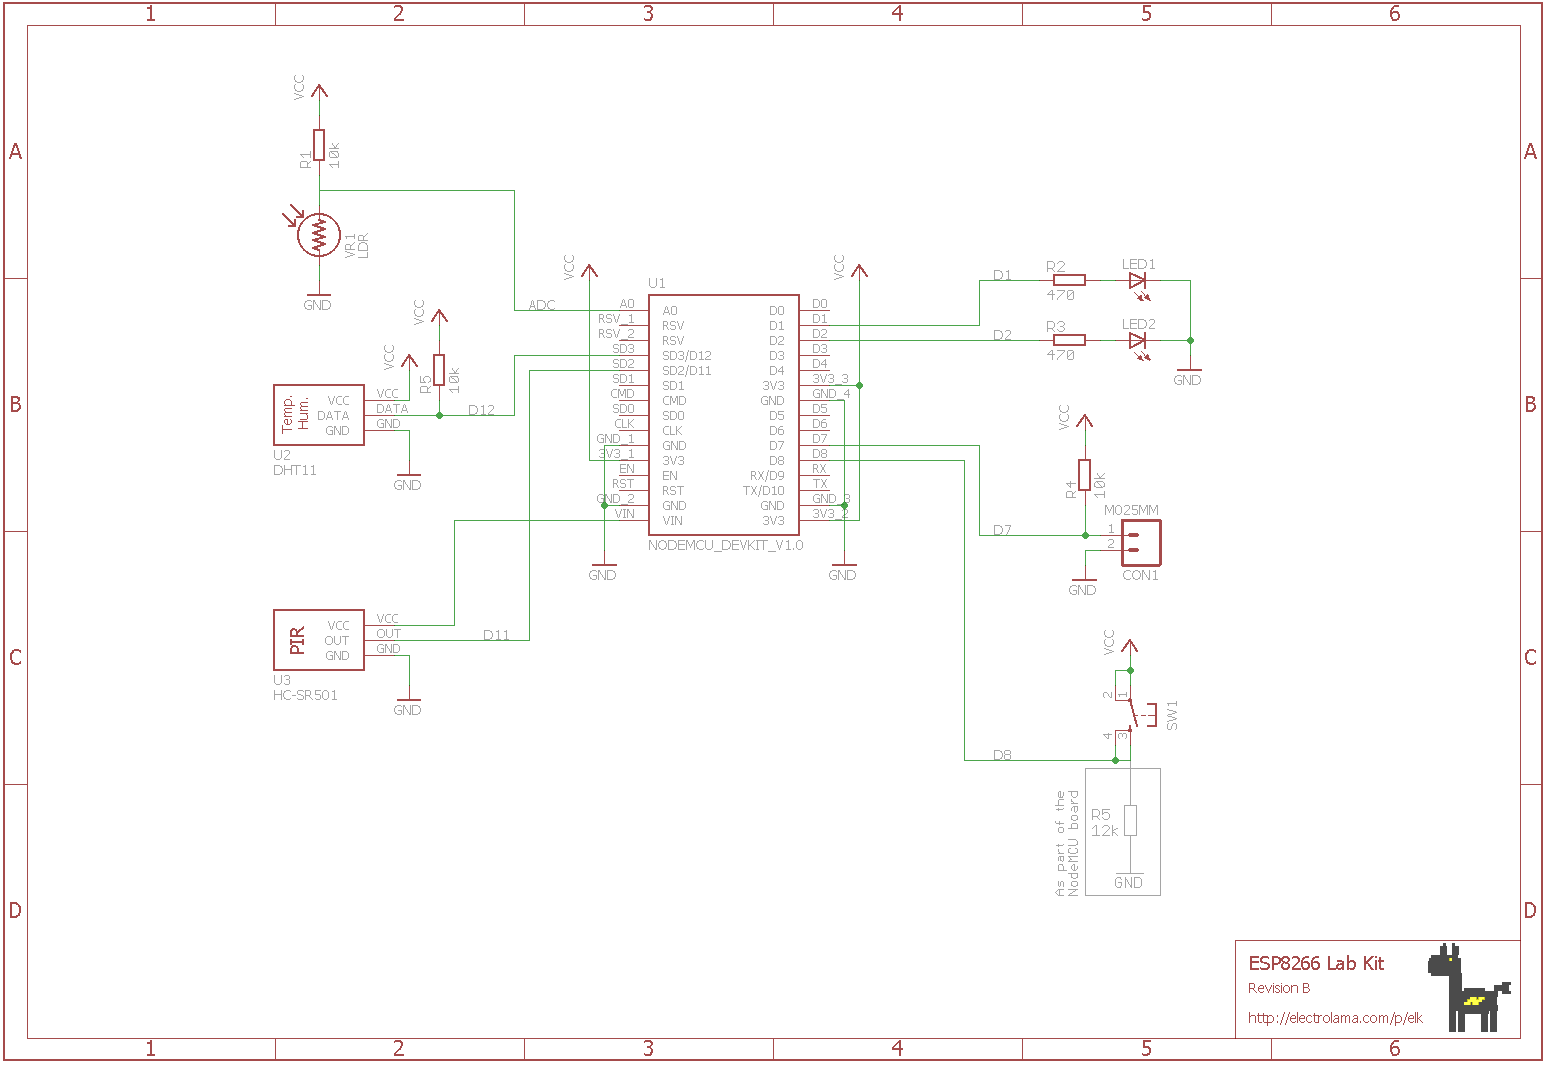 1 2 3 4 5 6
A A
B B
C C
D D
VCC
R1
10k
VR1
LDR
GND
ADC
VCC
VCC
R5
10k
Temp.
Hum.
VCC VCC
DATA DATA
GND GND
D12
U2
DHT11
GND
PIR
VCC VCC
OUT OUT
GND GND
D11
U3
HC-SR501
GND
VCC
VCC
U1
A0 A0 D0 D0
RSV_1 RSV D1 D1
RSV_2 RSV D2 D2
SD3 SD3/D12 D3 D3
SD2 SD2/D11 D4 D4
SD1 SD1 3V3 3V3_3
CMD CMD GND GND_4
SD0 SD0 D5 D5
CLK CLK D6 D6
GND_1 GND D7 D7
3V3_1 3V3 D8 D8
EN EN RX/D9 RX
RST RST TX/D10 TX
GND_2 GND GND GND_3
VIN VIN 3V3 3V3_2
NODEMCU_DEVKIT_V1.0
GND
GND
D1
R2
470
LED1
D2
R3
470
LED2
GND
VCC
R4
10k
M025MM
D7
1
2
CON1
GND
VCC
2 1
SW1
4 3
D8
As part of the
NodeMCU board
R5
12k
GND
ESP8266 Lab Kit
Revision B
http://electrolama.com/p/elk
1 2 3 4 5 6